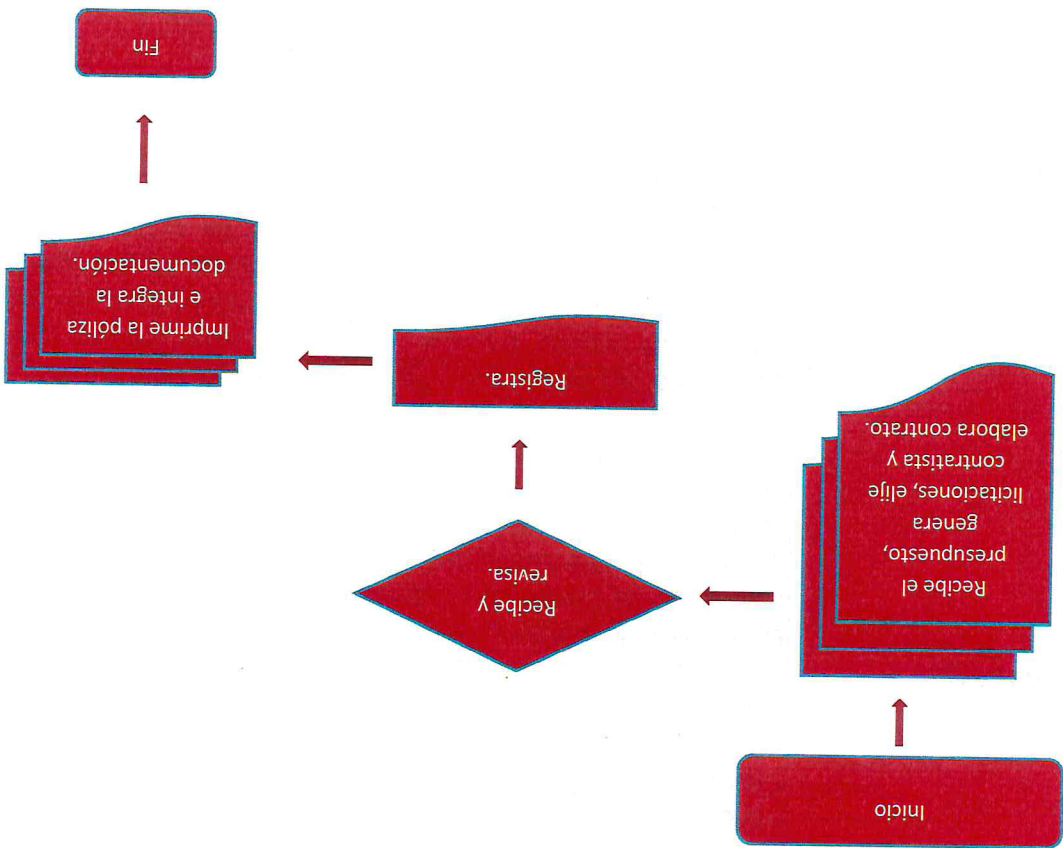 Inicio
Recibe el
presupuesto,
genera
licitaciones, elije
contratista y
elabora contrato.
Recibe y
revisa.
Registra.
Imprime la póliza
e integra la
documentación.
Fin